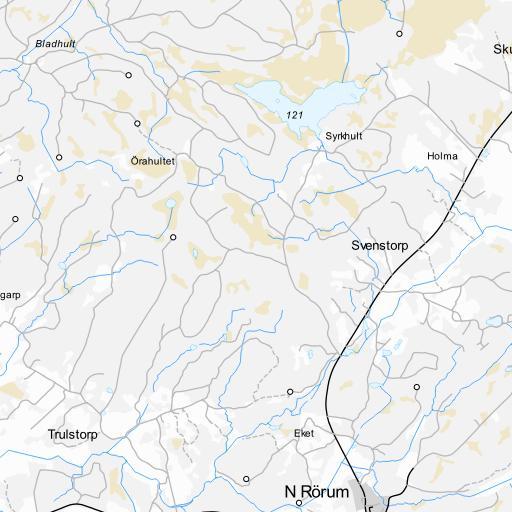 Bladhult
Sku
121
Syrkhult
Holma
Örahultet
Svenstorp
garp
Trulstorp
Eket
N Rörum